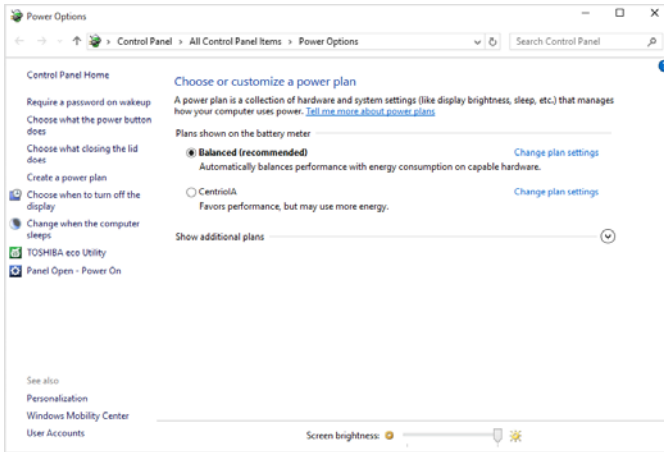 Power Options
Control Panel > All Control Panel Items > Power Options
Search Control Panel
Control Panel Home
Require a password on wakeup
Choose what the power button
does
Choose what closing the lid
does
Create a power plan
Choose when to turn off the
display
Change when the computer
sleeps
TOSHIBA eco Utility
Panel Open - Power On
See also
Personalization
Windows Mobility Center
User Accounts
Choose or customize a power plan
A power plan is a collection of hardware and system settings (like display brightness, sleep, etc.) that manages
how your computer uses power. Tell me more about power plans
Plans shown on the battery meter
Balanced (recommended) Change plan settings
Automatically balances performance with energy consumption on capable hardware.
CentrioIA Change plan settings
Favors performance, but may use more energy.
Show additional plans
Screen brightness: